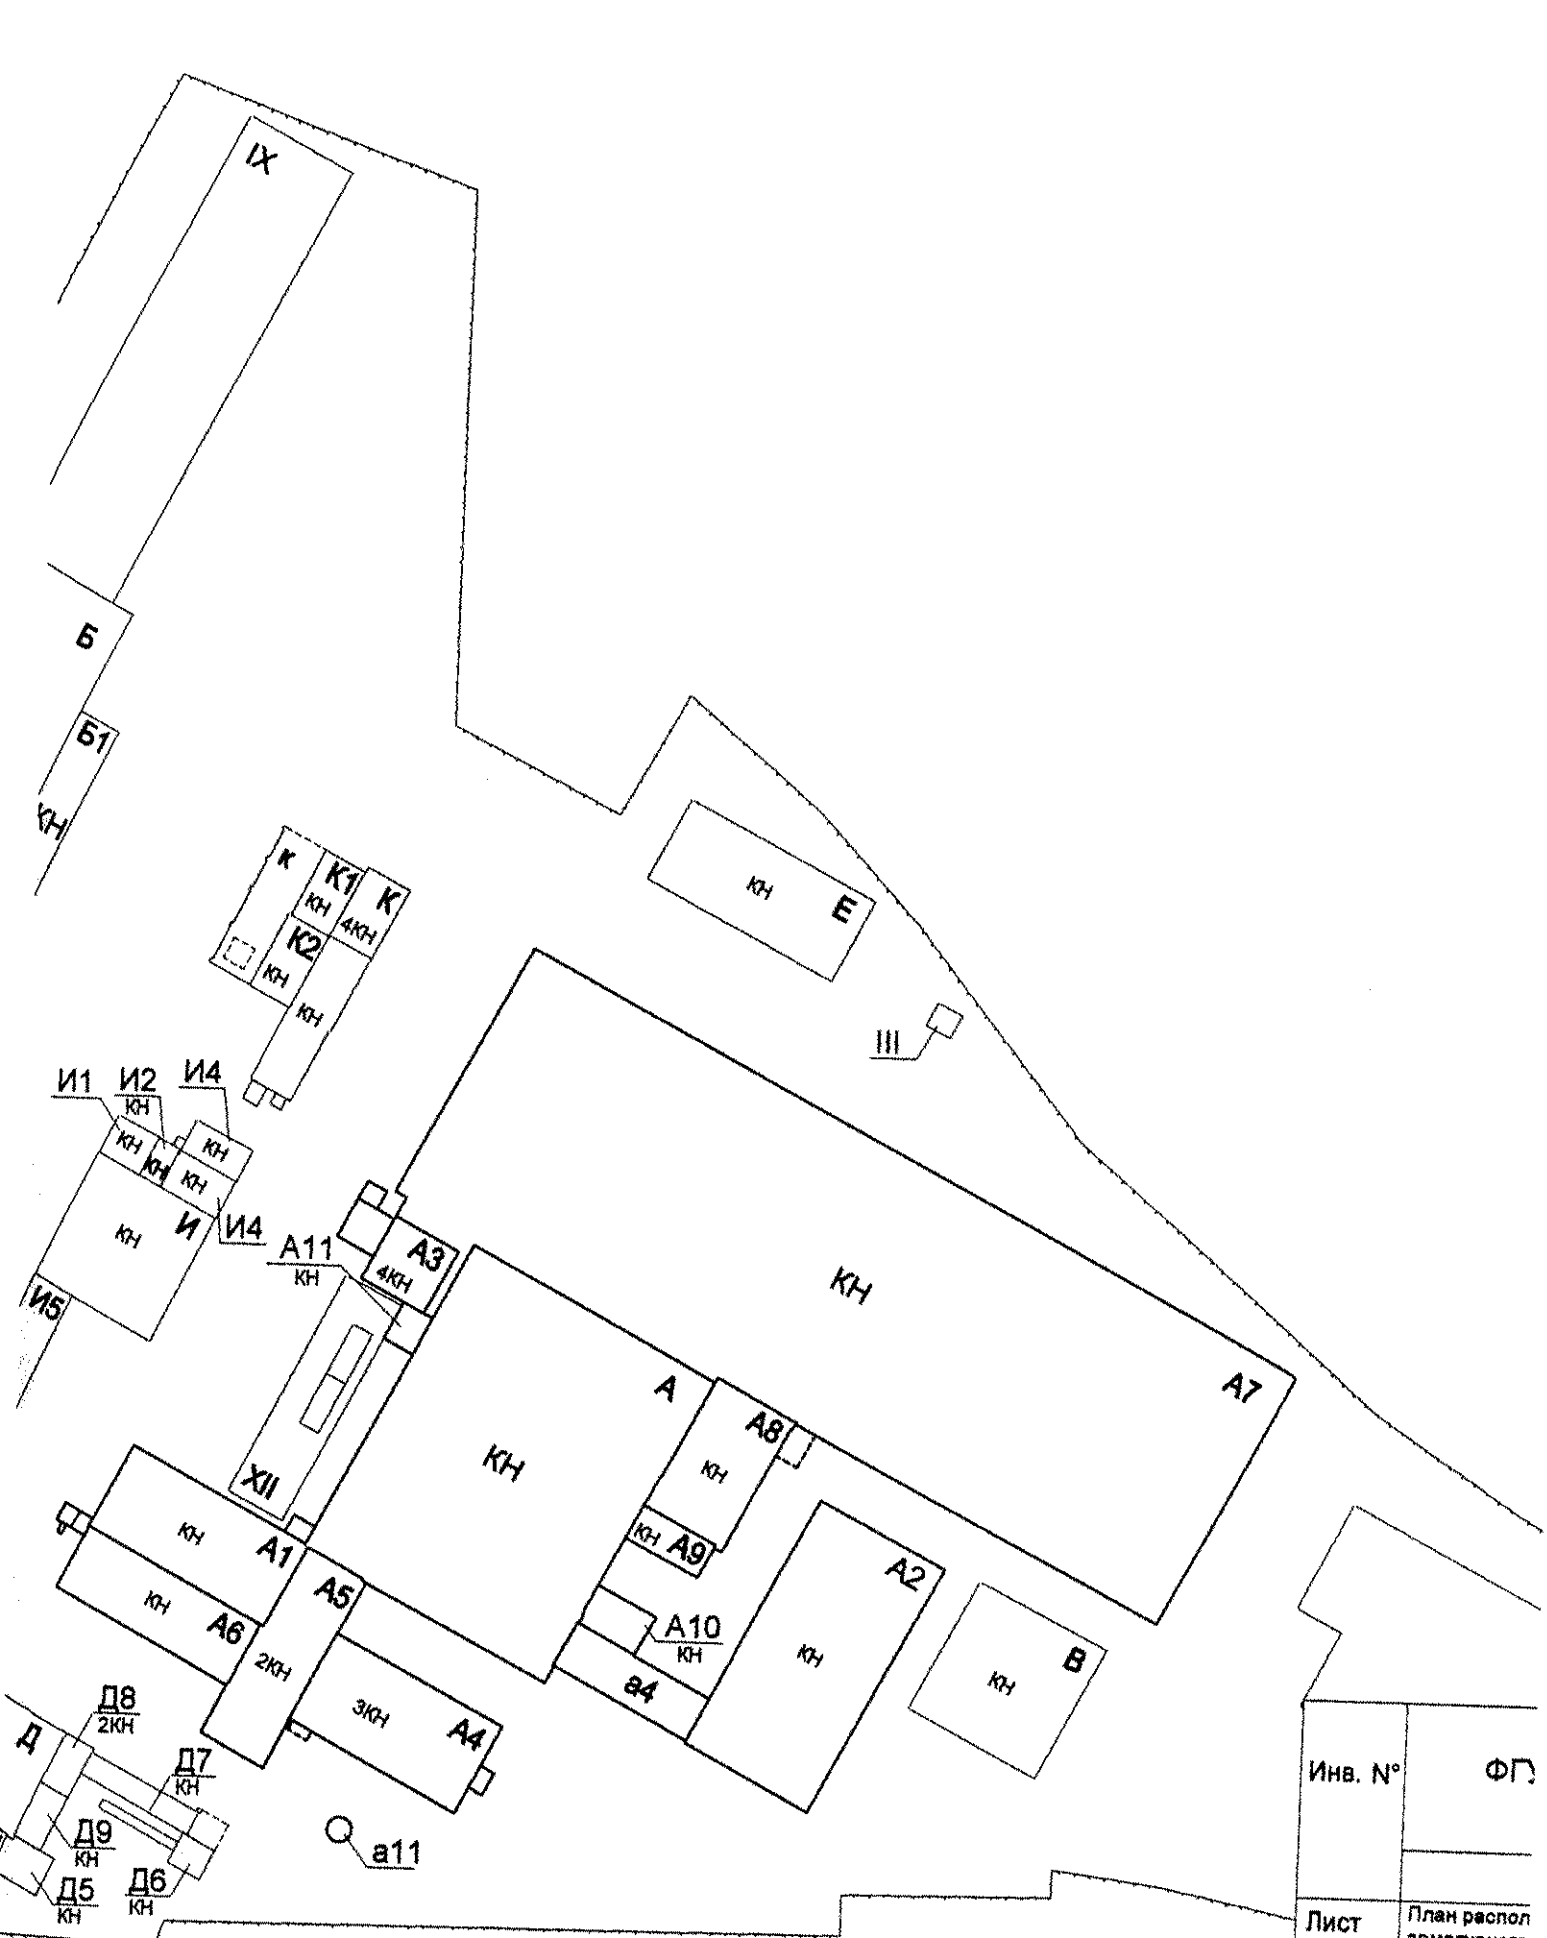 IX
Б
Б1
КН
к
К1
КН
К
4КН
К2
КН
КН
КН
Е
III
И1
И2
КН
И4
КН
КН
КН
КН
И
КН
И4
И5
А11
КН
А3
4КН
КН
А7
А
КН
А8
КН
КН
А9
XII
КН
А1
КН
А6
А5
2КН
3КН
А4
А2
КН
А10
КН
а4
В
КН
Д
Д8
2КН
Д7
КН
Д9
КН
Д5
КН
Д6
КН
а11
Инв. N°
ФГ
Лист
План распол